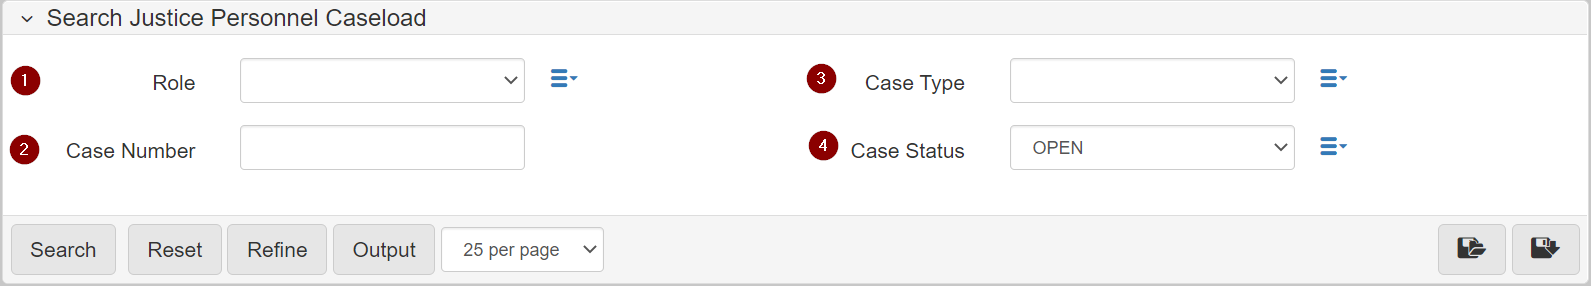 Search Justice Personnel Caseload
1 Role
3 Case Type
2 Case Number
4 Case Status OPEN
Search Reset Refine Output 25 per page